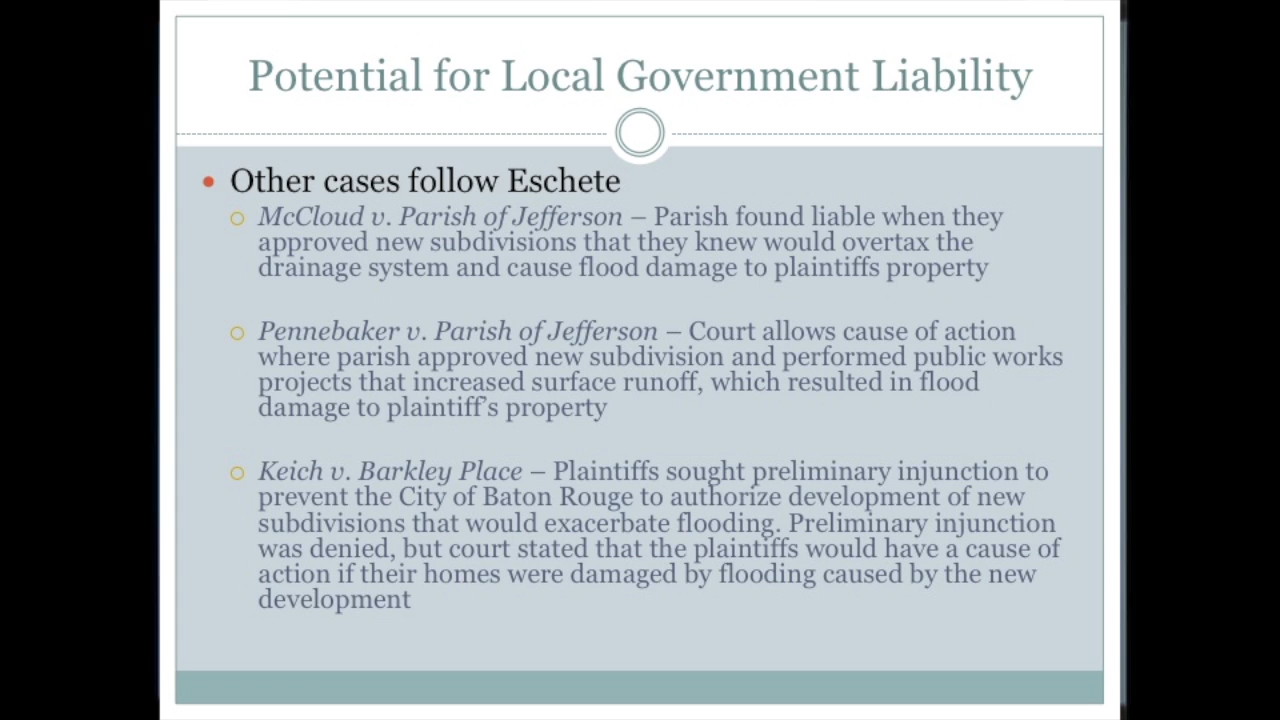 Potential for Local Government Liability
Other cases follow Eschete
McCloud v. Parish of Jefferson – Parish found liable when they
approved new subdivisions that they knew would overtax the
drainage system and cause flood damage to plaintiffs property
Pennebaker v. Parish of Jefferson – Court allows cause of action
where parish approved new subdivision and performed public works
projects that increased surface runoff, which resulted in flood
damage to plaintiff's property
Keich v. Barkley Place – Plaintiffs sought preliminary injunction to
prevent the City of Baton Rouge to authorize development of new
subdivisions that would exacerbate flooding. Preliminary injunction
was denied, but court stated that the plaintiffs would have a cause of
action if their homes were damaged by flooding caused by the new
development